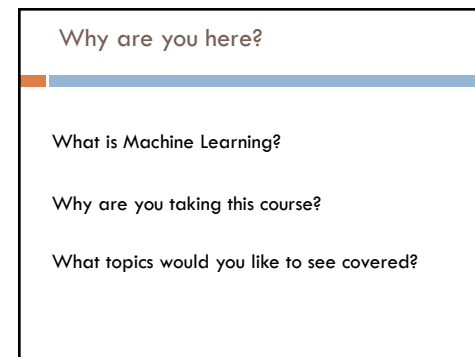 Why are you here?
What is Machine Learning?
Why are you taking this course?
What topics would you like to see covered?